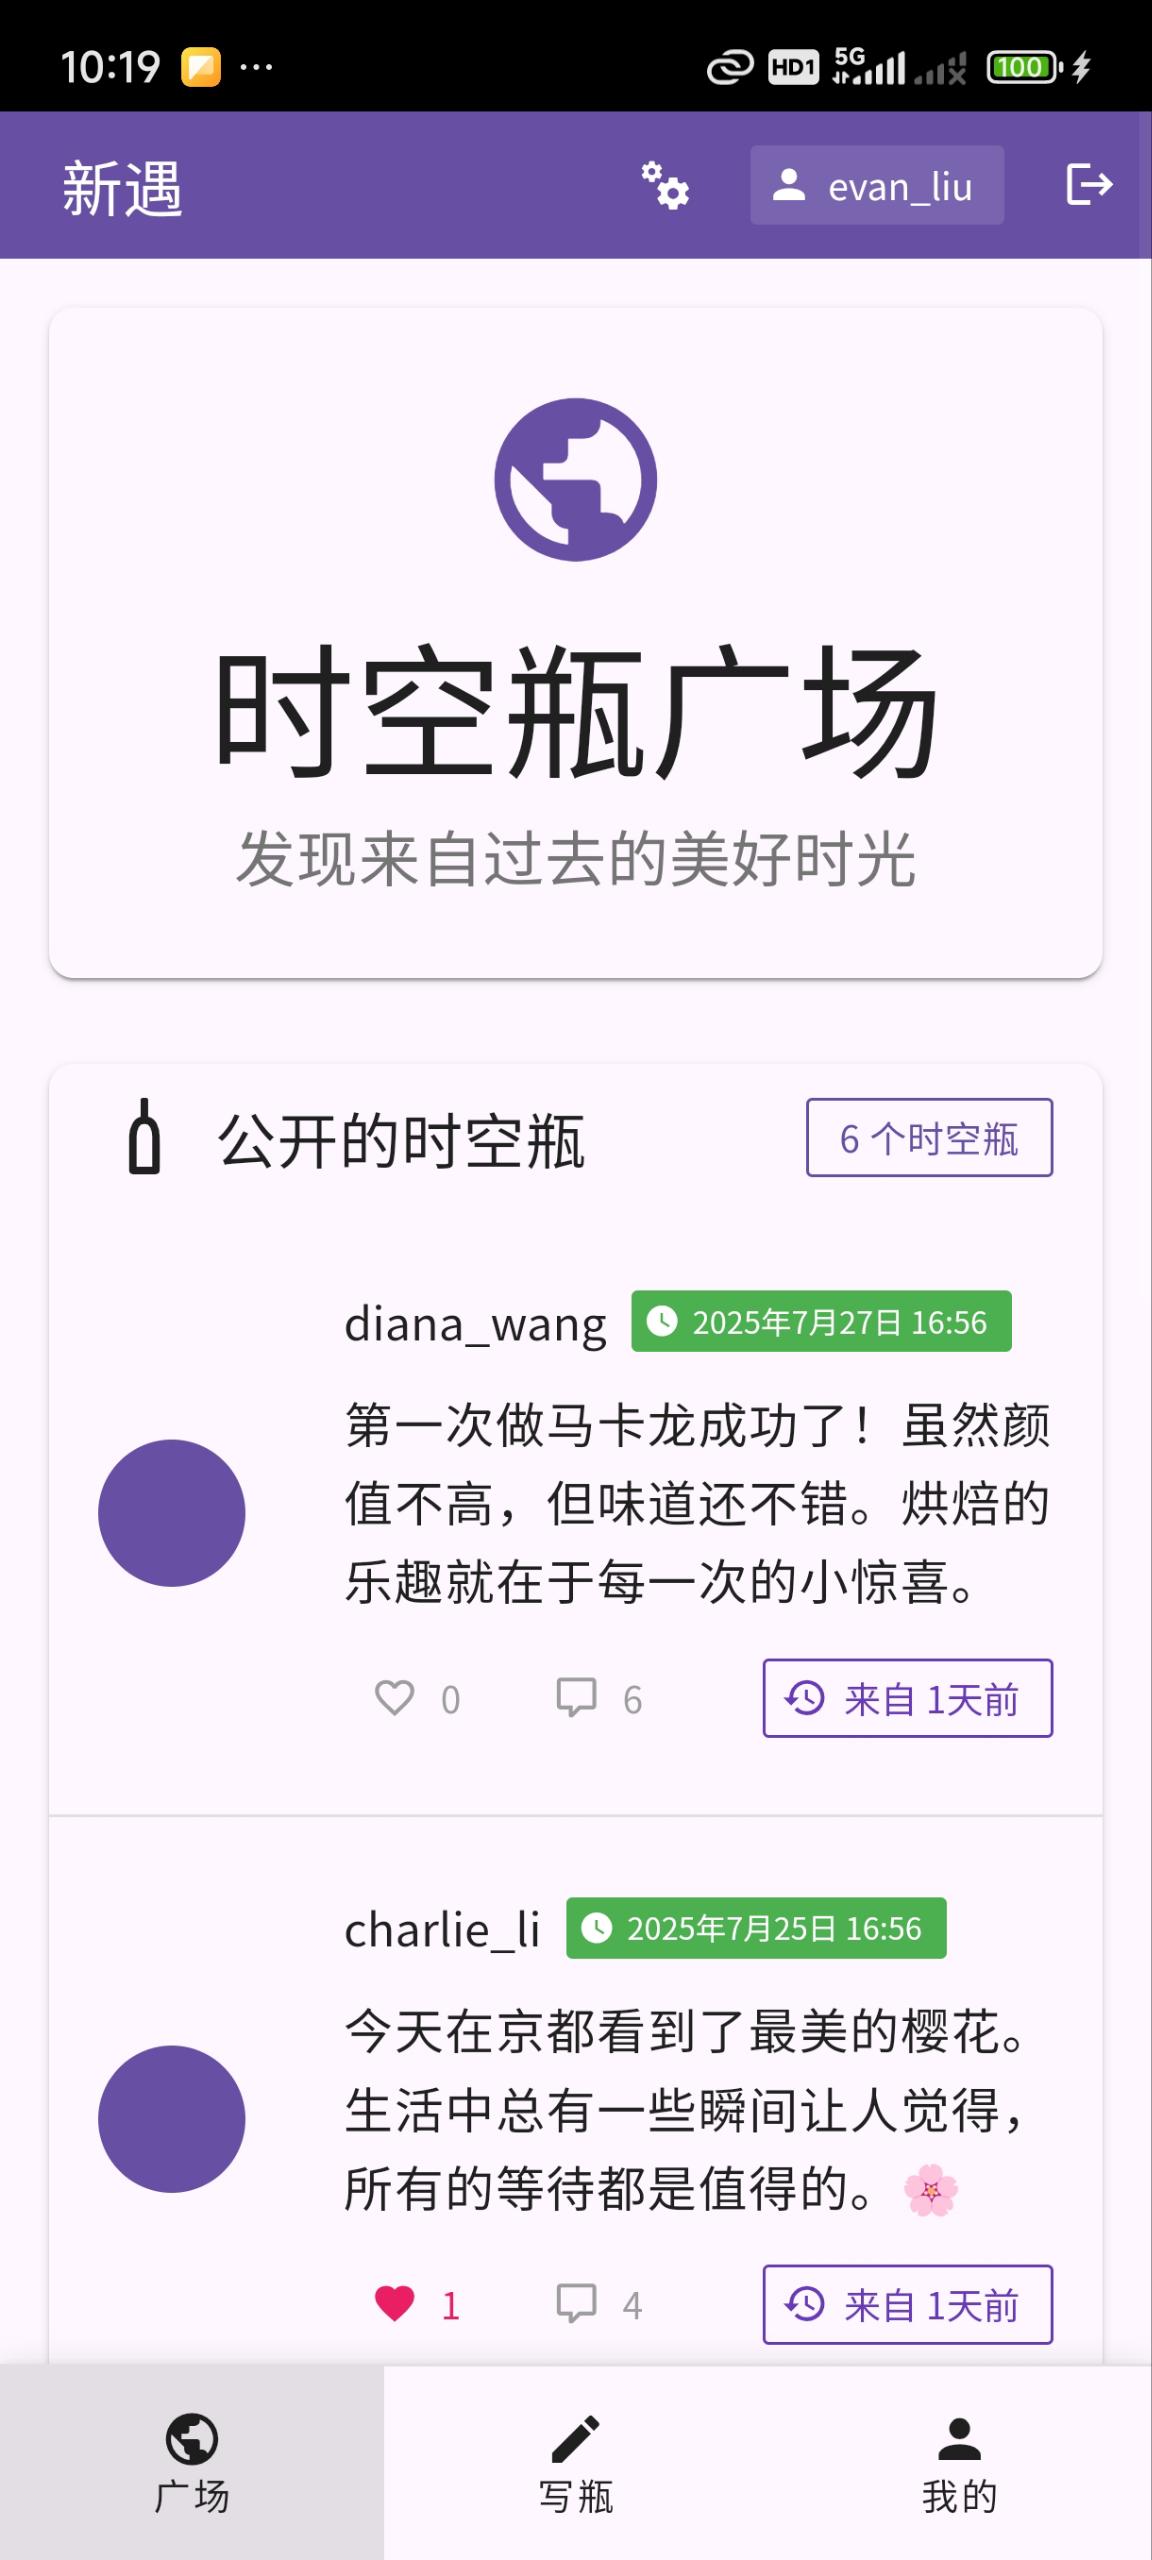 10:19 ... HD1 5G 100
新遇 evan_liu
时空瓶广场
发现来自过去的美好时光
公开的时空瓶 6 个时空瓶
diana_wang 2025年7月27日 16:56
第一次做马卡龙成功了！虽然颜
值不高，但味道还不错。烘焙的
乐趣就在于每一次的小惊喜。
0 6 来自 1天前
charlie_li 2025年7月25日 16:56
今天在京都看到了最美的樱花。
生活中总有一些瞬间让人觉得，
所有的等待都是值得的。🌸
1 4 来自 1天前
广场 写瓶 我的